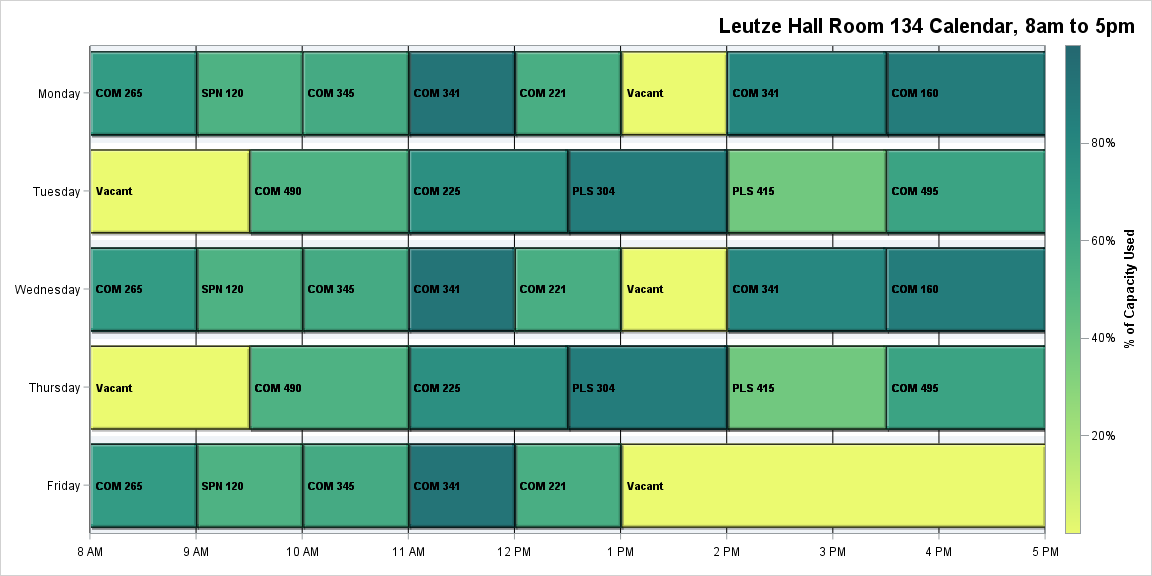 Leutze Hall Room 134 Calendar, 8am to 5pm
Monday
COM 265
SPN 120
COM 345
COM 341
COM 221
Vacant
COM 341
COM 160
Tuesday
Vacant
COM 490
COM 225
PLS 304
PLS 415
COM 495
Wednesday
COM 265
SPN 120
COM 345
COM 341
COM 221
Vacant
COM 341
COM 160
Thursday
Vacant
COM 490
COM 225
PLS 304
PLS 415
COM 495
Friday
COM 265
SPN 120
COM 345
COM 341
COM 221
Vacant
8 AM
9 AM
10 AM
11 AM
12 PM
1 PM
2 PM
3 PM
4 PM
5 PM
80%
60%
40%
20%
% of Capacity Used